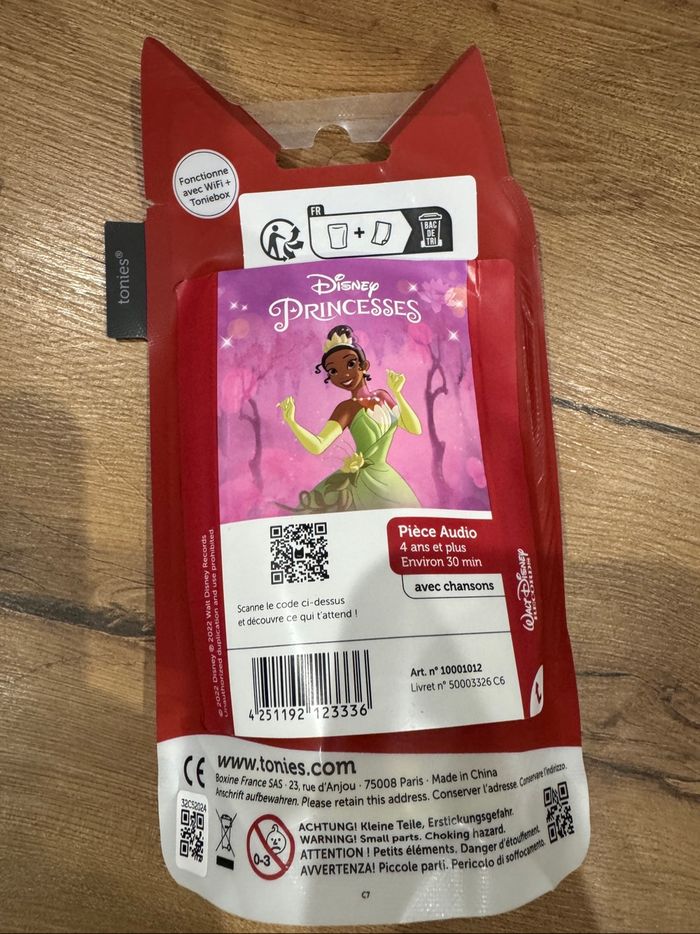 Fonctionne
avec WiFi +
Toniebox
tonies®
FR
+
BAC
DE
TRI
Disney
PRINCESSES
Pièce Audio
4 ans et plus
Environ 30 min
avec chansons
Scanne le code ci-dessus
et découvre ce qui t'attend !
© 2022 Disney ℗ 2022 Walt Disney Records
Unauthorized duplication and use prohibited.
WALT DISNEY
RECORDS
Art. n° 10001012
Livret n° 50003326 C6
4 251192 123336
t
CE
www.tonies.com
Boxine France SAS · 23, rue d'Anjou · 75008 Paris · Made in China
Anschrift aufbewahren. Please retain this address. Conserver l'adresse. Conservare l'indirizzo.
32C52024
0-3
ACHTUNG! Kleine Teile, Erstickungsgefahr.
WARNING! Small parts. Choking hazard.
ATTENTION ! Petits éléments. Danger d'étouffement.
AVVERTENZA! Piccole parti. Pericolo di soffocamento.
C7